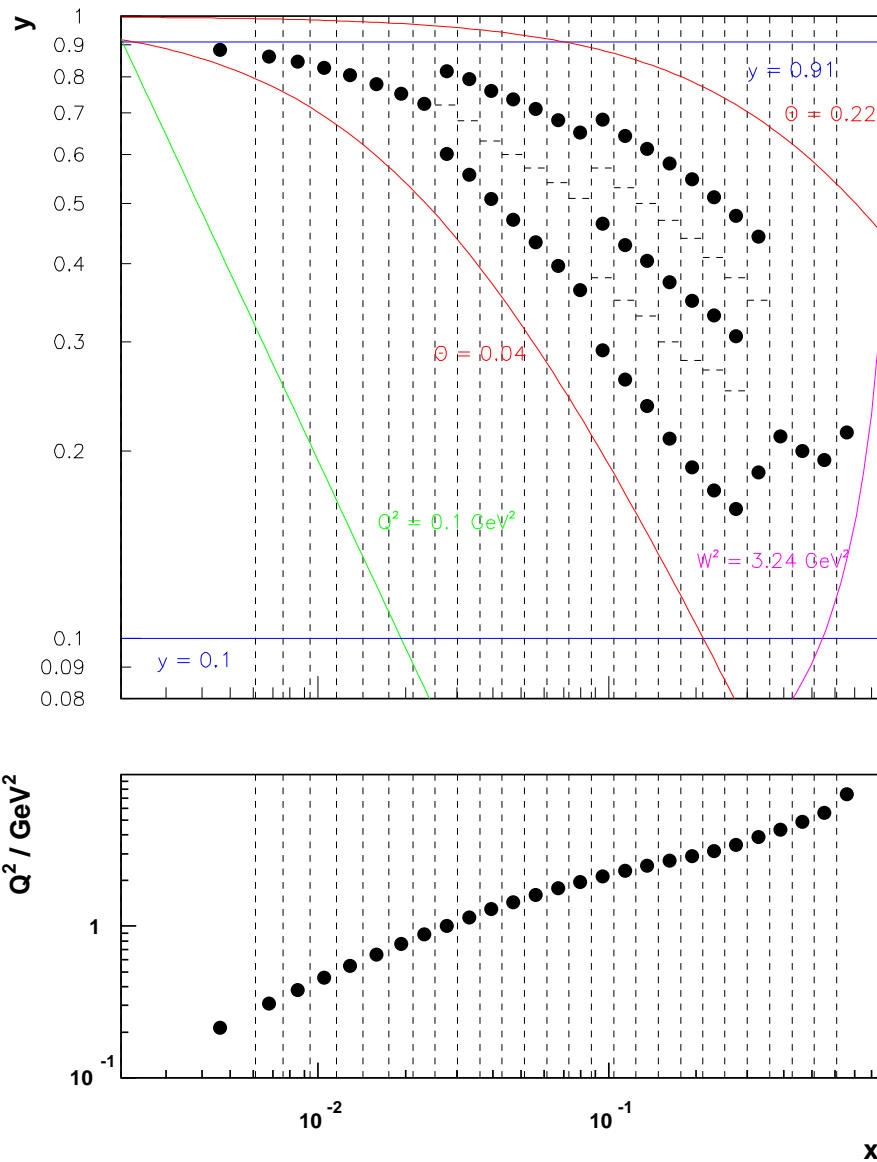 y
1
0.9
0.8
0.7
0.6
0.5
0.4
0.3
0.2
0.1
0.09
0.08
y = 0.91
Θ = 0.22
Θ = 0.04
Q² = 0.1 GeV²
W² = 3.24 GeV²
y = 0.1
Q² / GeV²
1
10⁻¹
10⁻²
10⁻¹
x